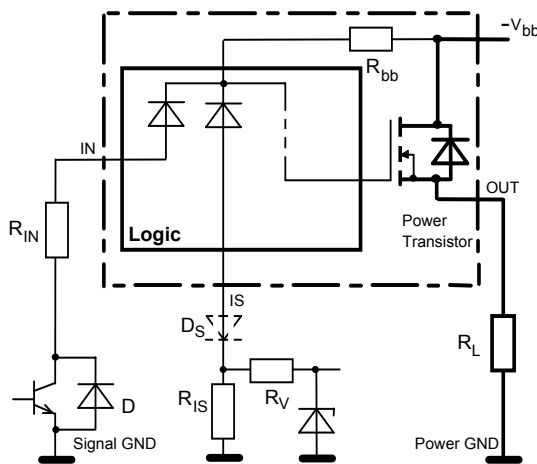 –Vbb
Rbb
IN
Logic
OUT
Power
Transistor
RIN
IS
DS
RL
D
RIS
RV
Signal GND
Power GND